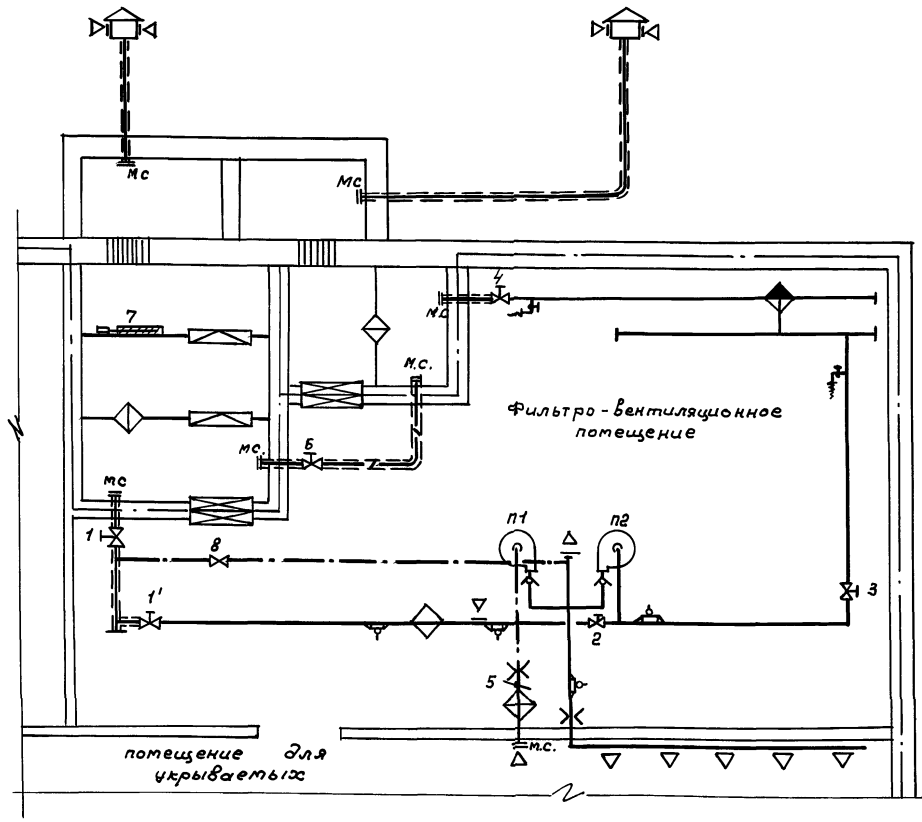 мс
мс
4
м.с
7
м.с.
Фильтро-вентиляционное
помещение
мс.
6
мс
1
8
П1
П2
1'
2
3
5
м.с.
помещение для
укрываемых